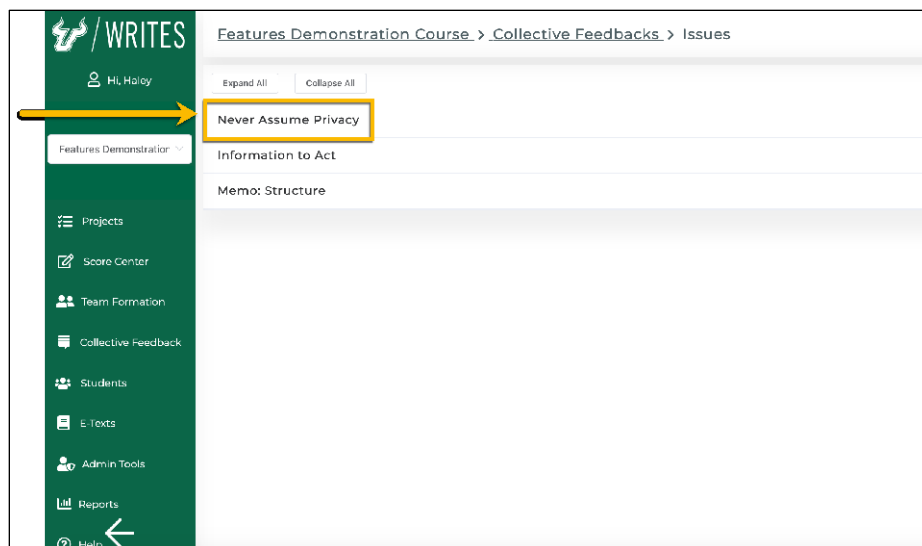 / WRITES
Hi, Haley
Features Demonstration
Projects
Score Center
Team Formation
Collective Feedback
Students
E-Texts
Admin Tools
Reports
Help
Features Demonstration Course > Collective Feedbacks > Issues
Expand All Collapse All
Never Assume Privacy
Information to Act
Memo: Structure